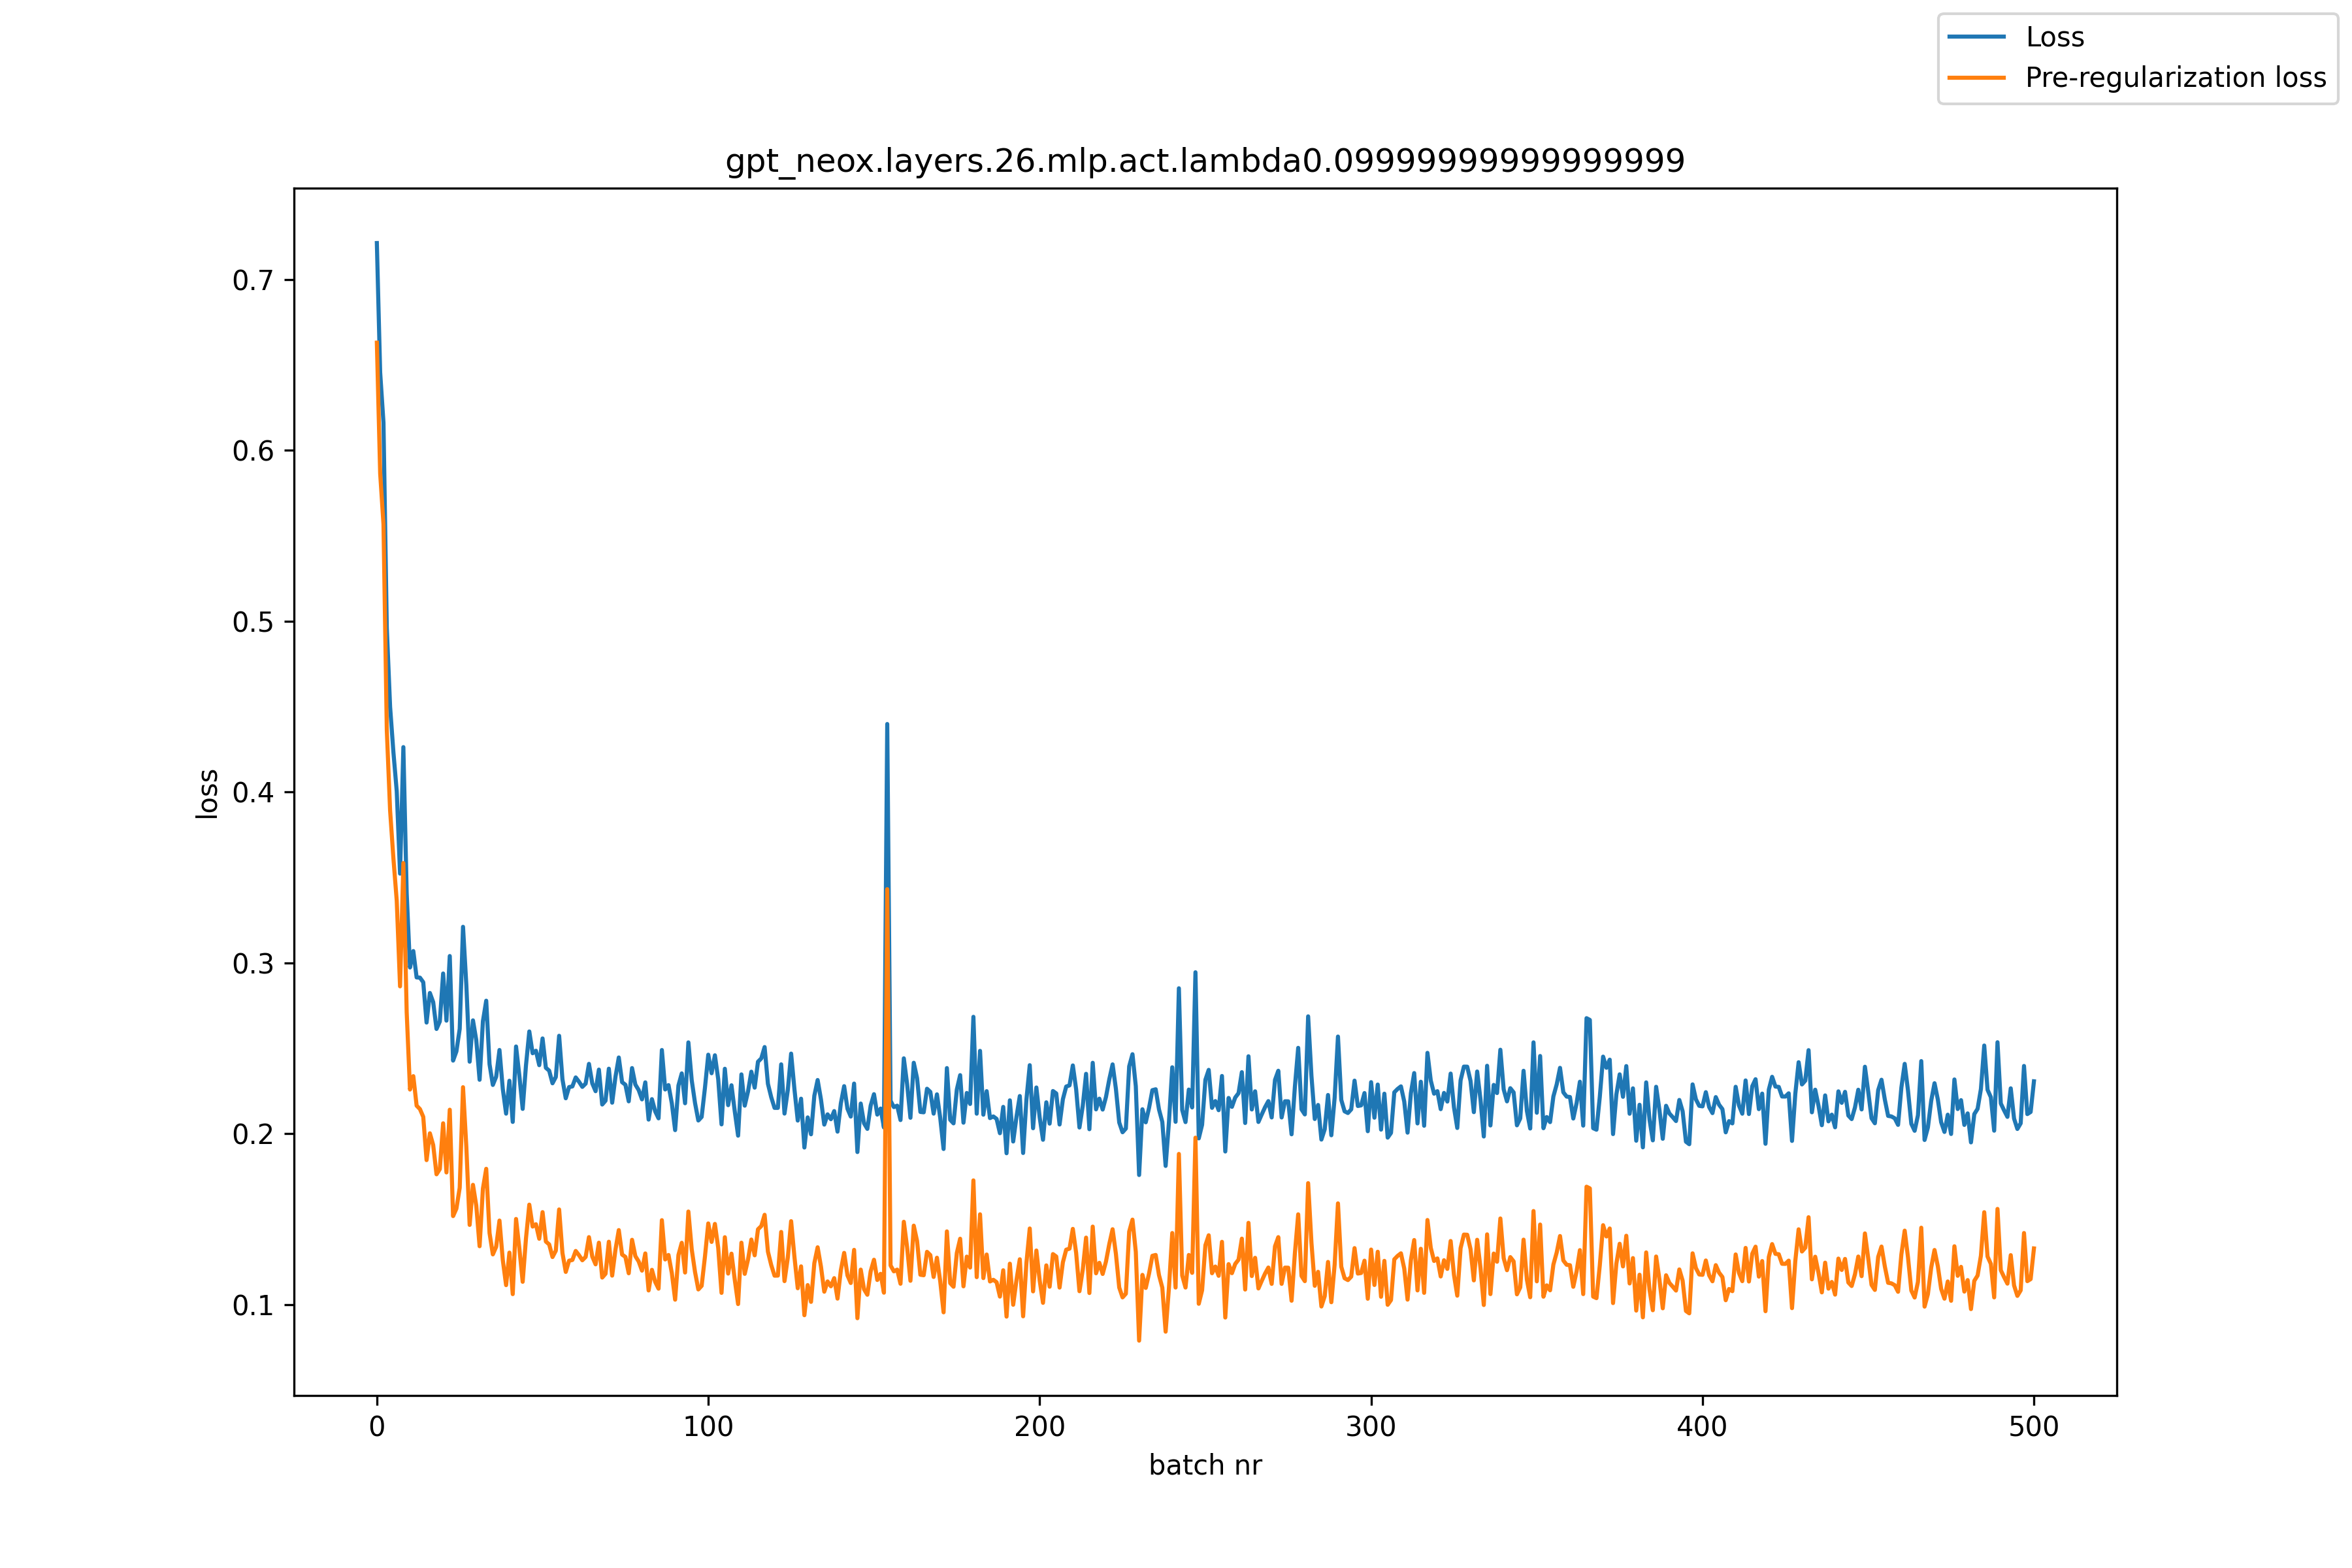 Loss
Pre-regularization loss
gpt_neox.layers.26.mlp.act.lambda0.09999999999999999
0.7
0.6
0.5
0.4
0.3
0.2
0.1
loss
0 100 200 300 400 500
batch nr